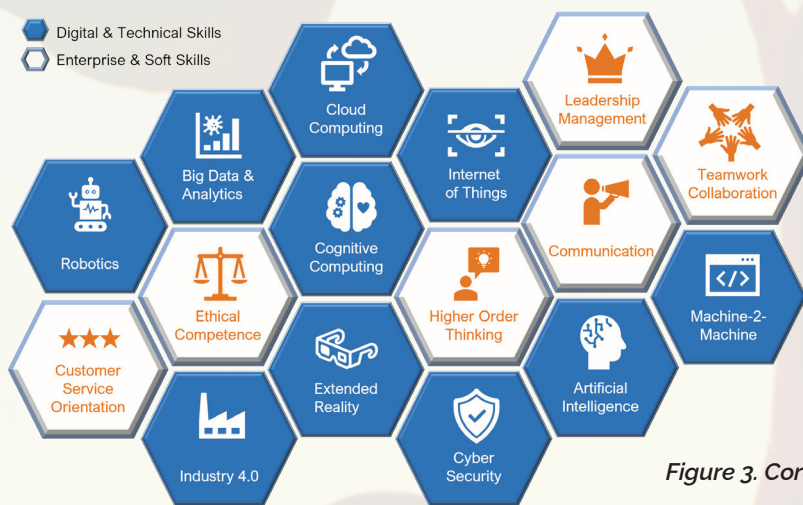 Digital & Technical Skills
Enterprise & Soft Skills
Cloud
Computing
Leadership
Management
Big Data &
Analytics
Internet
of Things
Teamwork
Collaboration
Robotics
Cognitive
Computing
Communication
Ethical
Competence
Higher Order
Thinking
</>
Machine-2-
Machine
Customer
Service
Orientation
Extended
Reality
Artificial
Intelligence
Industry 4.0
Cyber
Security
Figure 3. Cor